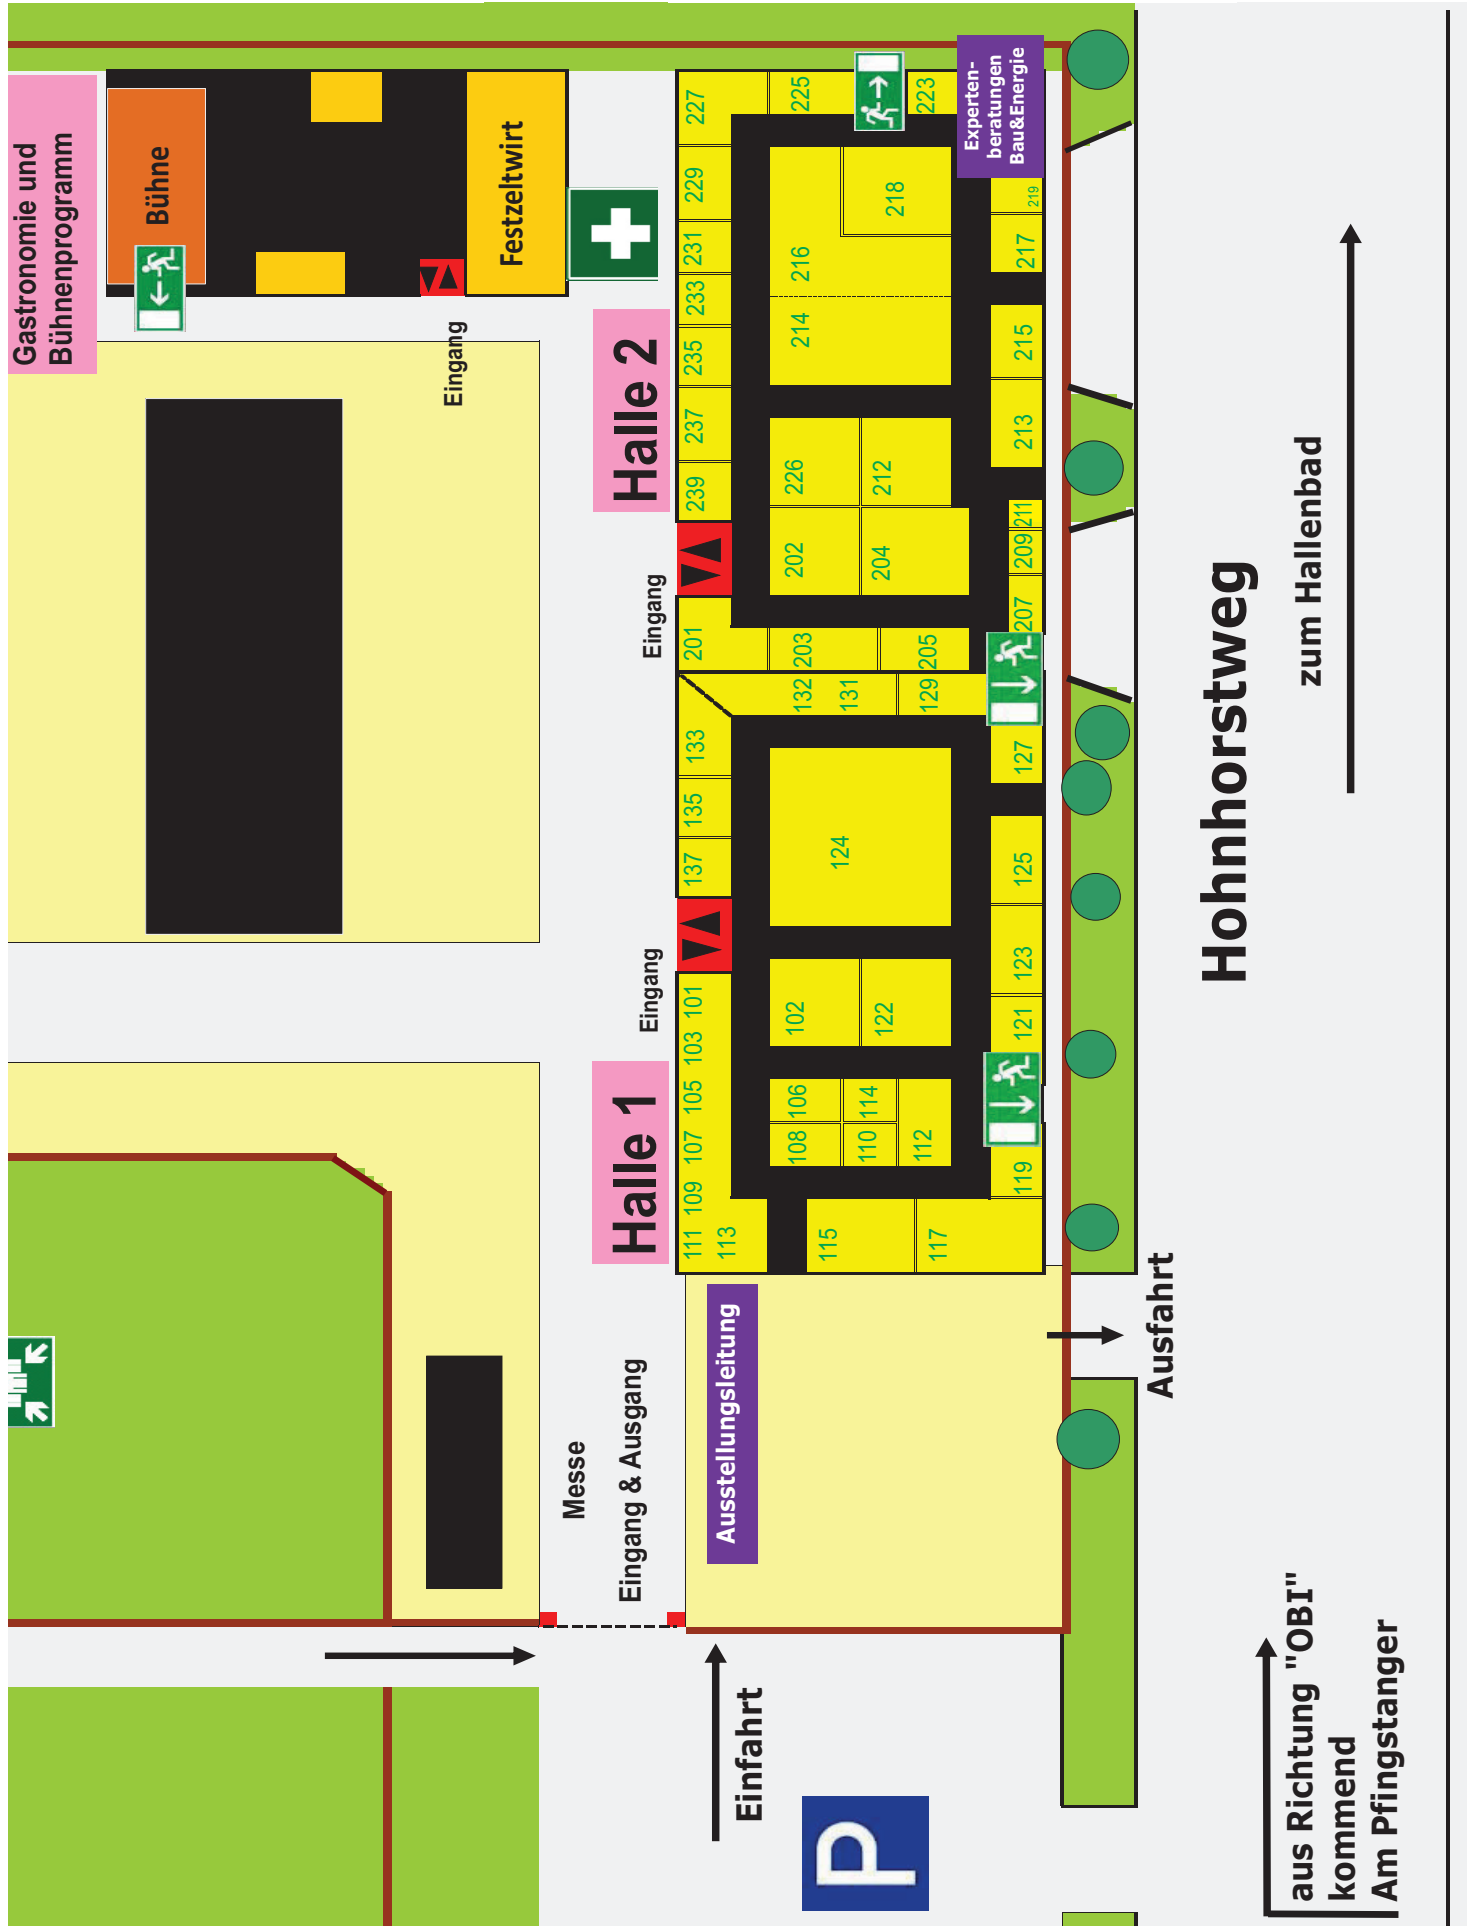 Gastronomie und
Bühnenprogramm
Bühne
Festzeltwirt
Eingang
Halle 2
227
229
231
233
235
237
239
225
223
Experten-
beratungen
Bau&Energie
218
216
214
219
217
215
213
226
212
202
204
211
209
207
Eingang
201
203
205
132
131
129
133
135
137
127
124
125
123
121
Eingang
101
103
105
107
109
111
113
102
122
106
114
108
110
112
119
115
117
Halle 1
Messe
Eingang & Ausgang
Ausstellungsleitung
Ausfahrt
Einfahrt
P
Hohnhorstweg
zum Hallenbad
aus Richtung "OBI"
kommend
Am Pfingstanger